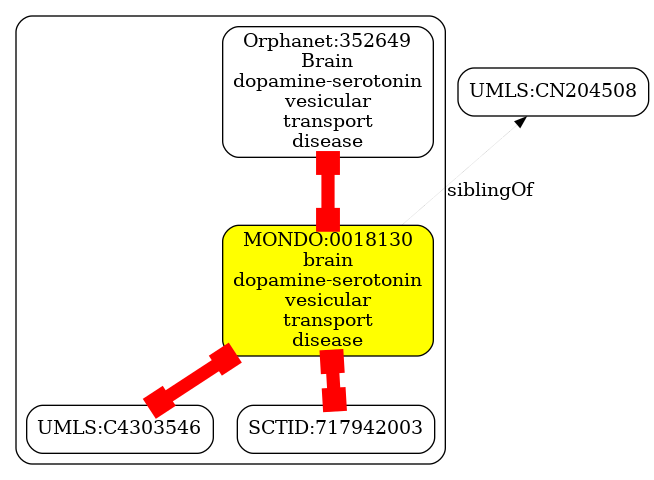 Orphanet:352649
Brain
dopamine-serotonin
vesicular
transport
disease
UMLS:CN204508
siblingOf
MONDO:0018130
brain
dopamine-serotonin
vesicular
transport
disease
UMLS:C4303546
SCTID:717942003